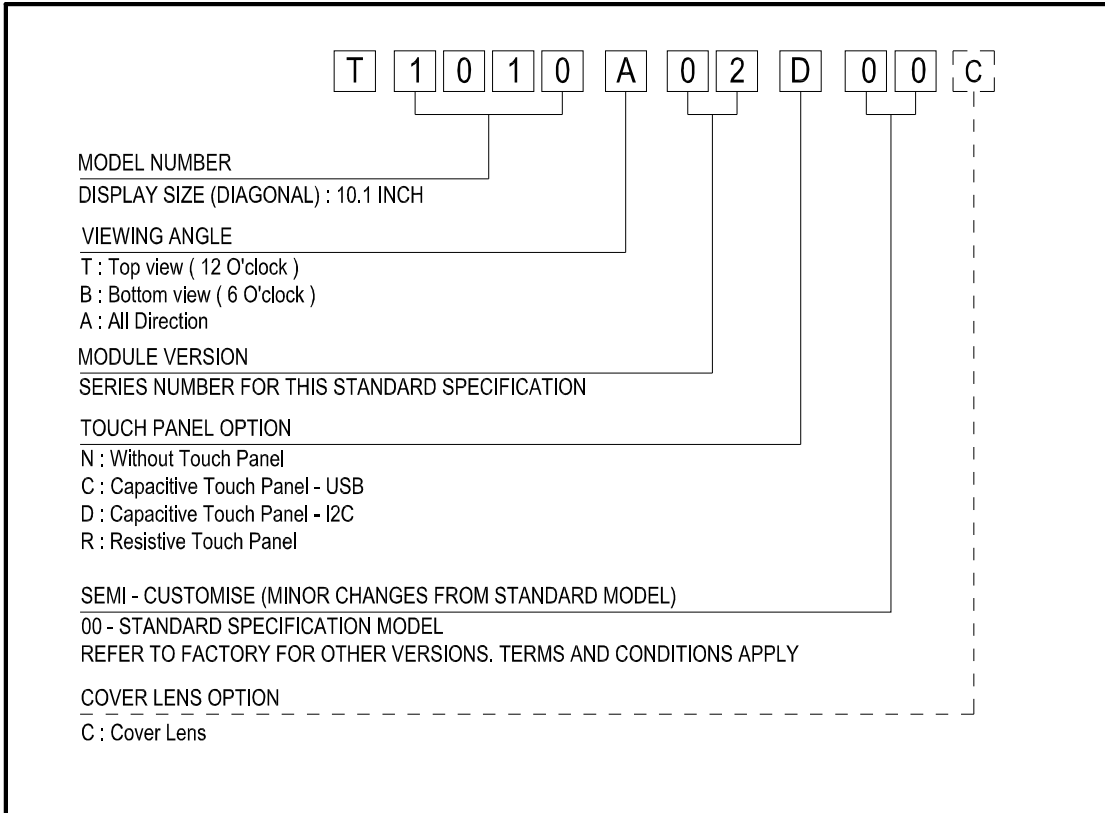 T 1 0 1 0 A 0 2 D 0 0 C
MODEL NUMBER
DISPLAY SIZE (DIAGONAL) : 10.1 INCH
VIEWING ANGLE
T : Top view ( 12 O'clock )
B : Bottom view ( 6 O'clock )
A : All Direction
MODULE VERSION
SERIES NUMBER FOR THIS STANDARD SPECIFICATION
TOUCH PANEL OPTION
N : Without Touch Panel
C : Capacitive Touch Panel - USB
D : Capacitive Touch Panel - I2C
R : Resistive Touch Panel
SEMI - CUSTOMISE (MINOR CHANGES FROM STANDARD MODEL)
00 - STANDARD SPECIFICATION MODEL
REFER TO FACTORY FOR OTHER VERSIONS. TERMS AND CONDITIONS APPLY
COVER LENS OPTION
C : Cover Lens